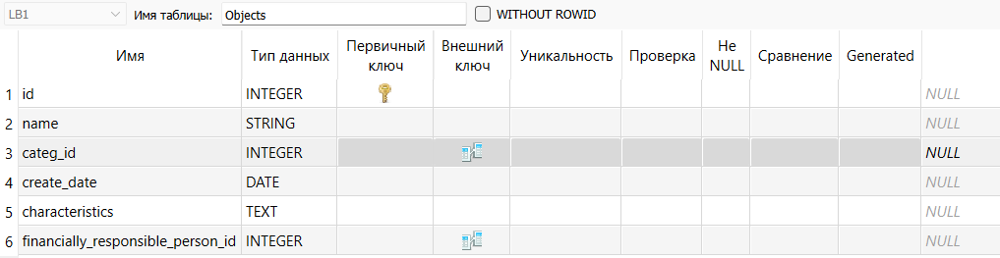 LB1 Имя таблицы: Objects WITHOUT ROWID
Имя Тип данных Первичный ключ Внешний ключ Уникальность Проверка Не NULL Сравнение Generated
1 id INTEGER NULL
2 name STRING NULL
3 categ_id INTEGER NULL
4 create_date DATE NULL
5 characteristics TEXT NULL
6 financially_responsible_person_id INTEGER NULL